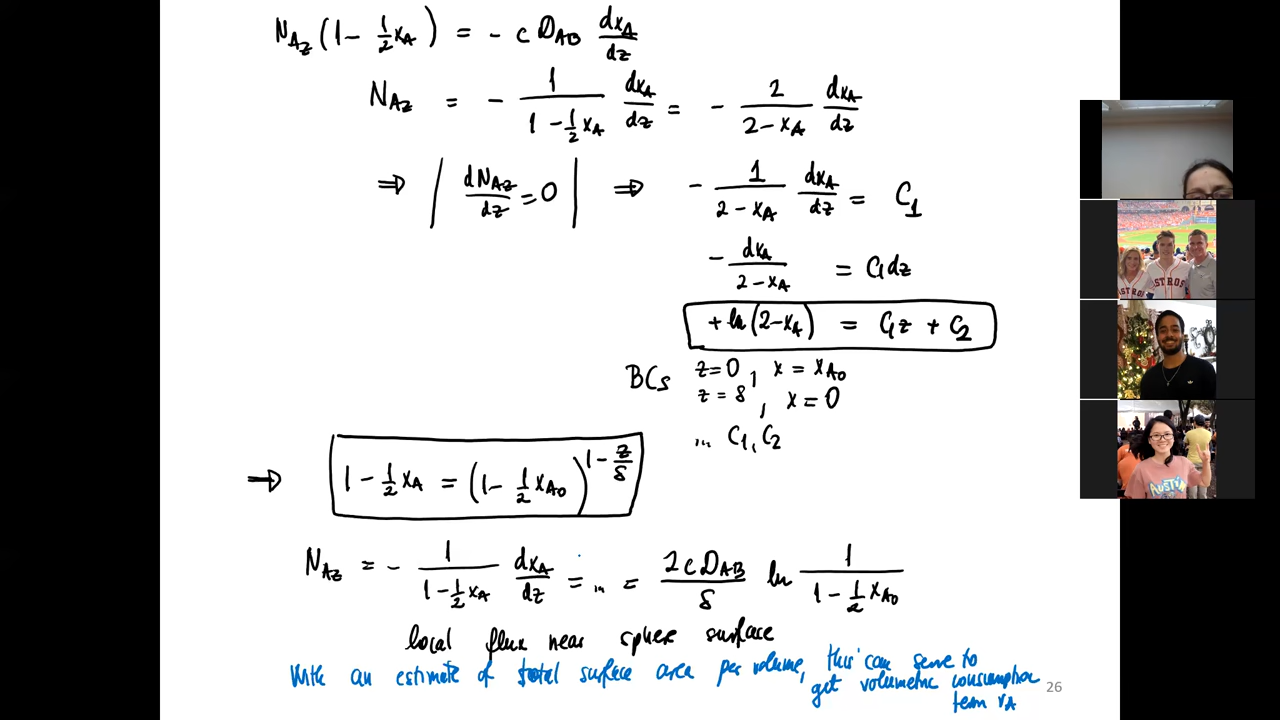 N_Az (1 - 1/2 x_A) = - c D_AB dx_A/dz
N_Az = - 1/(1 - 1/2 x_A) dx_A/dz = - 2/(2 - x_A) dx_A/dz
⇒ | dN_Az/dz = 0 | ⇒ - 1/(2 - x_A) dx_A/dz = C_1
- dx_A/(2 - x_A) = C_1 dz
+ ln (2 - x_A) = C_1 z + C_2
BCs z = 0 , x = x_A0
z = δ , x = 0
... C_1, C_2
⇒ 1 - 1/2 x_A = (1 - 1/2 x_A0)^(1 - z/δ)
N_Az = - 1/(1 - 1/2 x_A) dx_A/dz = ... = 2 c D_AB/δ ln 1/(1 - 1/2 x_A0)
local flux near sphere surface
With an estimate of total surface area per volume, this can serve to
get volumetric consumption
term r_A
26
ASTROS
STROS
AUSTIN